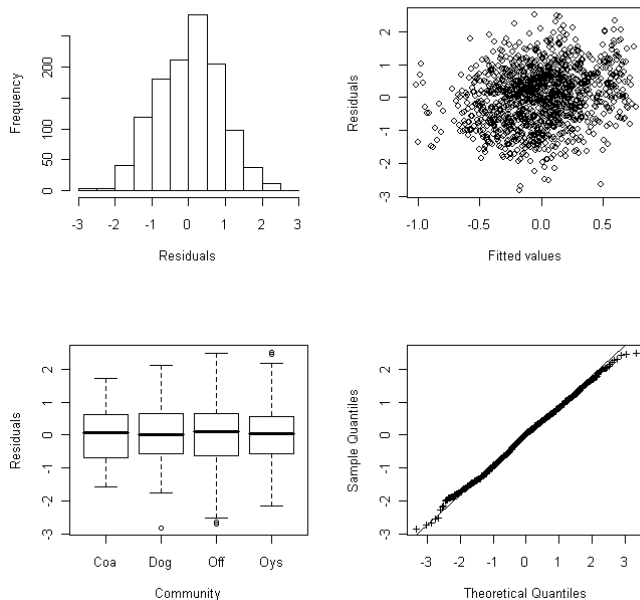 Frequency
200
100
50
0
-3 -2 -1 0 1 2 3
Residuals
Residuals
2
1
0
-1
-2
-3
-1.0 -0.5 0.0 0.5
Fitted values
Residuals
2
1
0
-1
-2
-3
Coa Dog Off Oys
Community
Sample Quantiles
2
1
0
-1
-2
-3
-3 -2 -1 0 1 2 3
Theoretical Quantiles